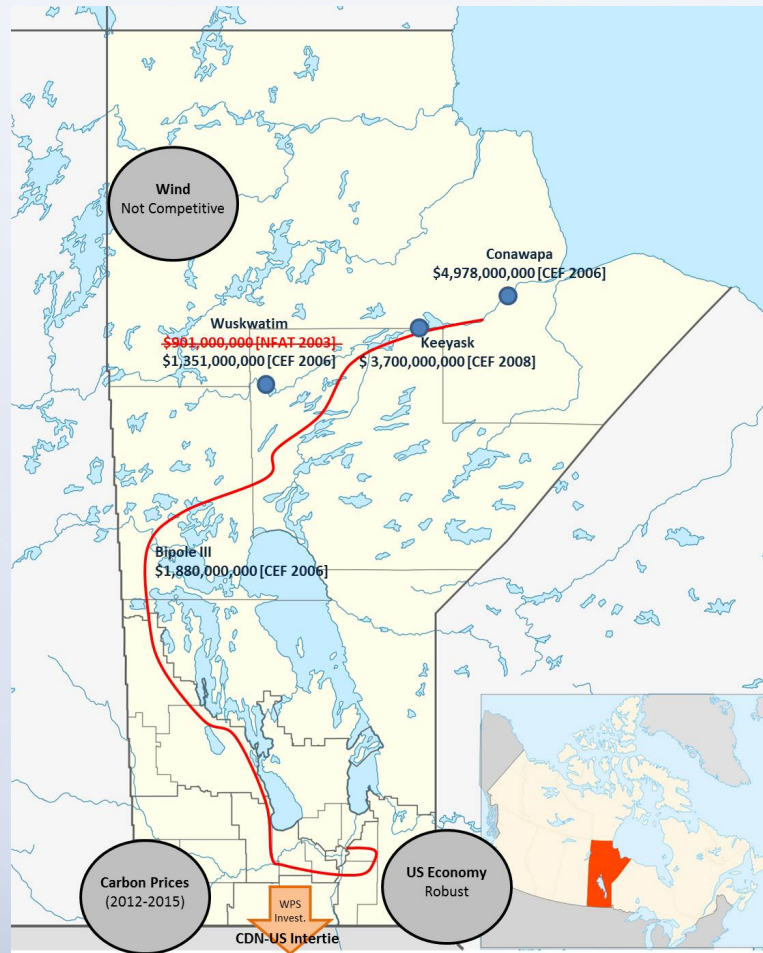 Wind
Not Competitive
Conawapa
$4,978,000,000 [CEF 2006]
Wuskwatim
$901,000,000 [NFAT 2003]
$1,351,000,000 [CEF 2006]
Keeyask
$ 3,700,000,000 [CEF 2008]
Bipole III
$1,880,000,000 [CEF 2006]
Carbon Prices
(2012-2015)
WPS
Invest.
US Economy
Robust
CDN-US Intertie